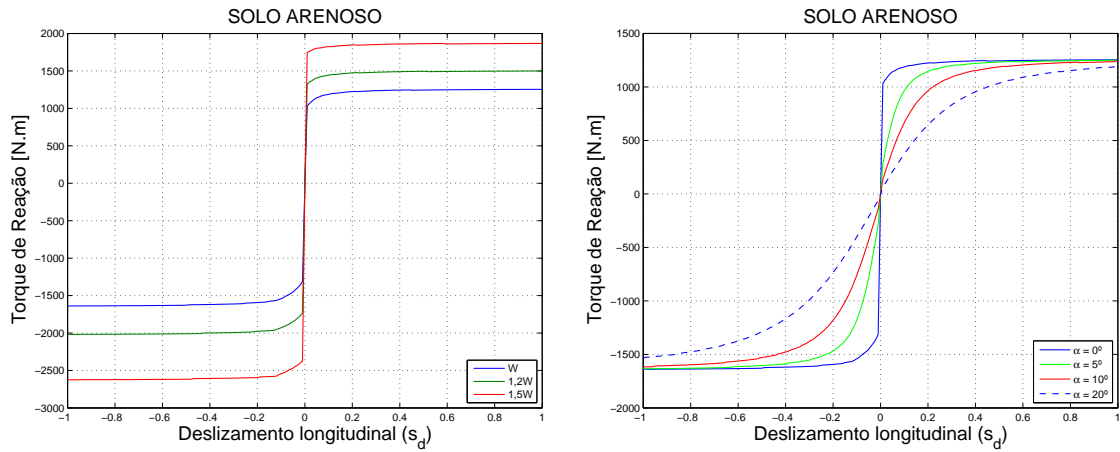 SOLO ARENOSO
Torque de Reação [N.m]
2000
1500
1000
500
0
−500
−1000
−1500
−2000
−2500
−3000
−1 −0.8 −0.6 −0.4 −0.2 0 0.2 0.4 0.6 0.8 1
Deslizamento longitudinal (s_d)
W
1,2W
1,5W
SOLO ARENOSO
Torque de Reação [N.m]
1500
1000
500
0
−500
−1000
−1500
−2000
−1 −0.8 −0.6 −0.4 −0.2 0 0.2 0.4 0.6 0.8 1
Deslizamento longitudinal (s_d)
α = 0º
α = 5º
α = 10º
α = 20º